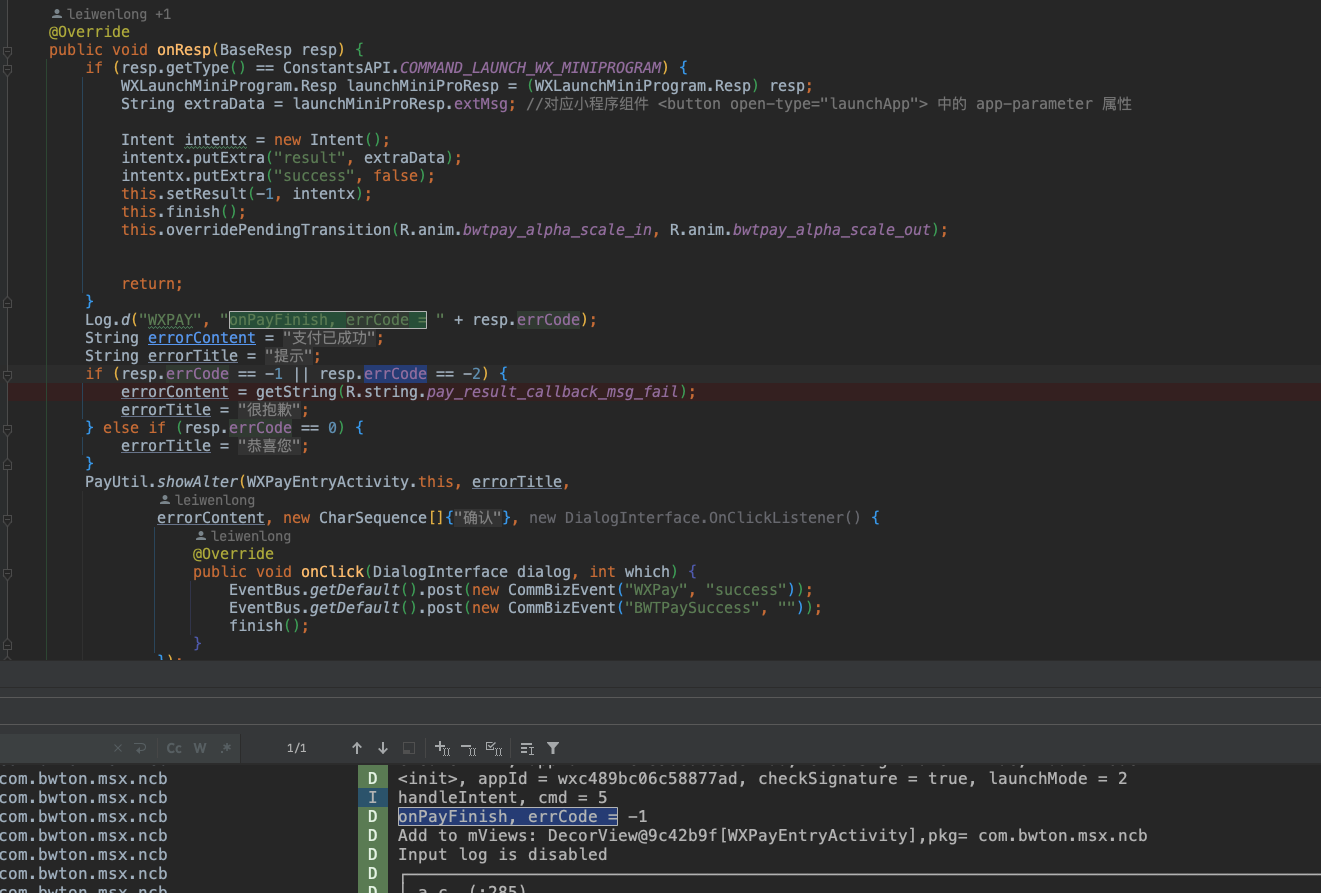 leiwenlong +1
@Override
public void onResp(BaseResp resp) {
if (resp.getType() == ConstantsAPI.COMMAND_LAUNCH_WX_MINIPROGRAM) {
WXLaunchMiniProgram.Resp launchMiniProResp = (WXLaunchMiniProgram.Resp) resp;
String extraData = launchMiniProResp.extMsg; //对应小程序组件 <button open-type="launchApp"> 中的 app-parameter 属性
Intent intentx = new Intent();
intentx.putExtra("result", extraData);
intentx.putExtra("success", false);
this.setResult(-1, intentx);
this.finish();
this.overridePendingTransition(R.anim.bwtpay_alpha_scale_in, R.anim.bwtpay_alpha_scale_out);
return;
}
Log.d("WXPAY", "onPayFinish, errCode = " + resp.errCode);
String errorContent = "支付已成功";
String errorTitle = "提示";
if (resp.errCode == -1 || resp.errCode == -2) {
errorContent = getString(R.string.pay_result_callback_msg_fail);
errorTitle = "很抱歉";
} else if (resp.errCode == 0) {
errorTitle = "恭喜您";
}
PayUtil.showAlter(WXPayEntryActivity.this, errorTitle,
leiwenlong
errorContent, new CharSequence[]{"确认"}, new DialogInterface.OnClickListener() {
leiwenlong
@Override
public void onClick(DialogInterface dialog, int which) {
EventBus.getDefault().post(new CommBizEvent("WXPay", "success"));
EventBus.getDefault().post(new CommBizEvent("BWTPaySuccess", ""));
finish();
}
});
Cc W .* 1/1
com.bwton.msx.ncb D <init>, appId = wxc489bc06c58877ad, checkSignature = true, launchMode = 2
com.bwton.msx.ncb I handleIntent, cmd = 5
com.bwton.msx.ncb D onPayFinish, errCode = -1
com.bwton.msx.ncb D Add to mViews: DecorView@9c42b9f[WXPayEntryActivity],pkg= com.bwton.msx.ncb
com.bwton.msx.ncb D Input log is disabled
com.bwton.msx.ncb D
com.bwton.msx.ncb D a.c (:285)